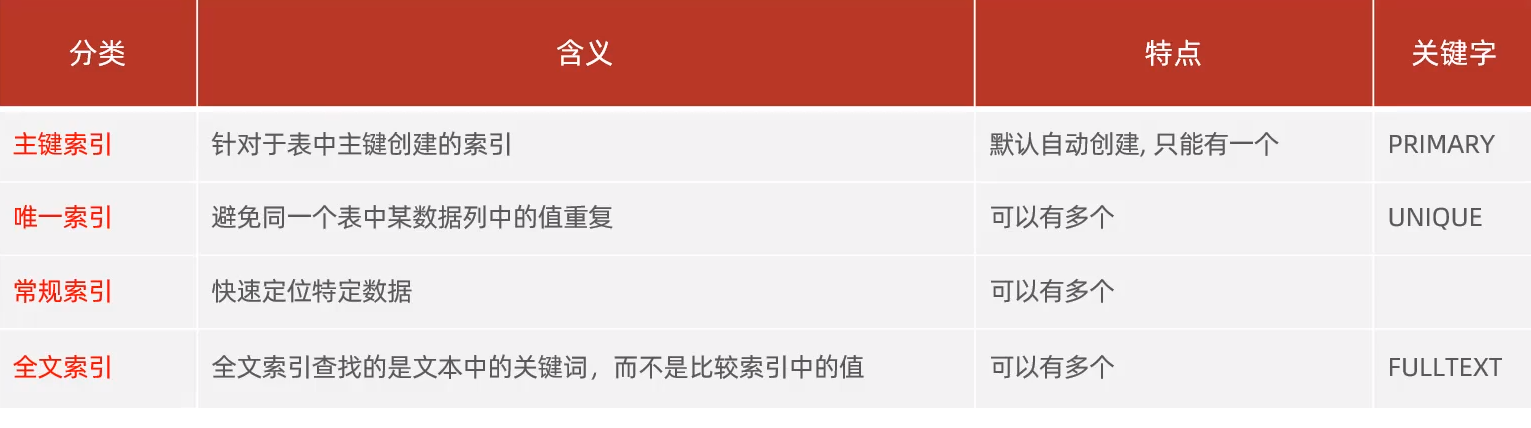 分类 含义 特点 关键字
主键索引 针对于表中主键创建的索引 默认自动创建, 只能有一个 PRIMARY
唯一索引 避免同一个表中某数据列中的值重复 可以有多个 UNIQUE
常规索引 快速定位特定数据 可以有多个
全文索引 全文索引查找的是文本中的关键词，而不是比较索引中的值 可以有多个 FULLTEXT